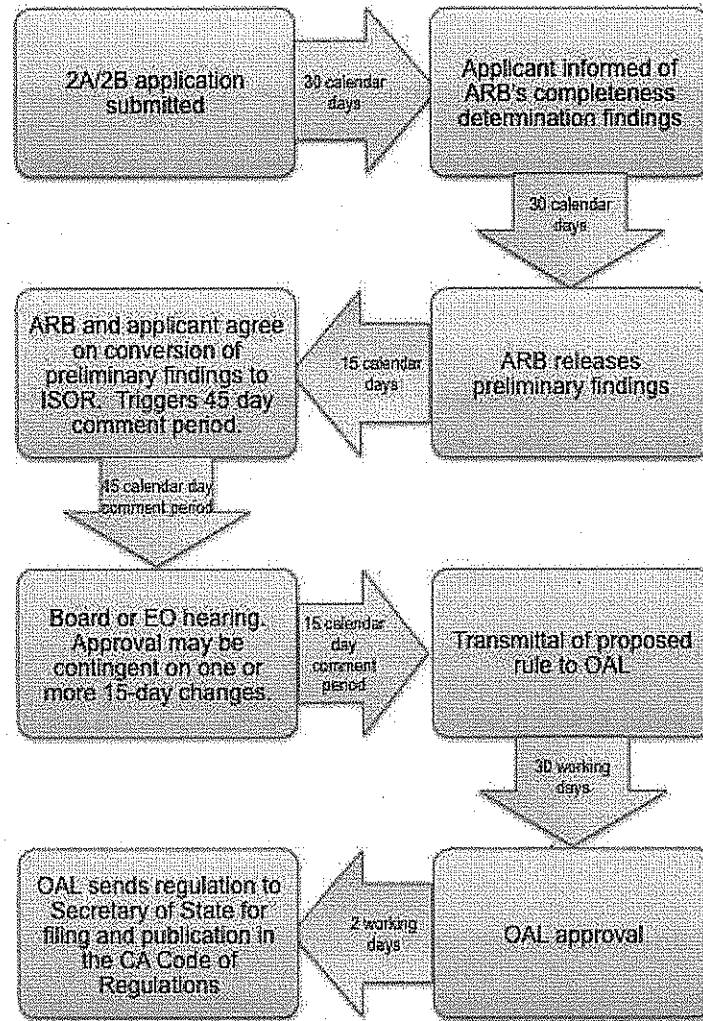 2A/2B application
submitted
30 calendar
days
Applicant informed of
ARB's completeness
determination findings
30 calendar
days
ARB releases
preliminary findings
15 calendar
days
ARB and applicant agree
on conversion of
preliminary findings to
ISOR. Triggers 45 day
comment period.
45 calendar day
comment period
Board or EO hearing.
Approval may be
contingent on one or
more 15-day changes.
15 calendar
day
comment
period
Transmittal of proposed
rule to OAL
30 working
days
OAL approval
2 working
days
OAL sends regulation to
Secretary of State for
filing and publication in
the CA Code of
Regulations